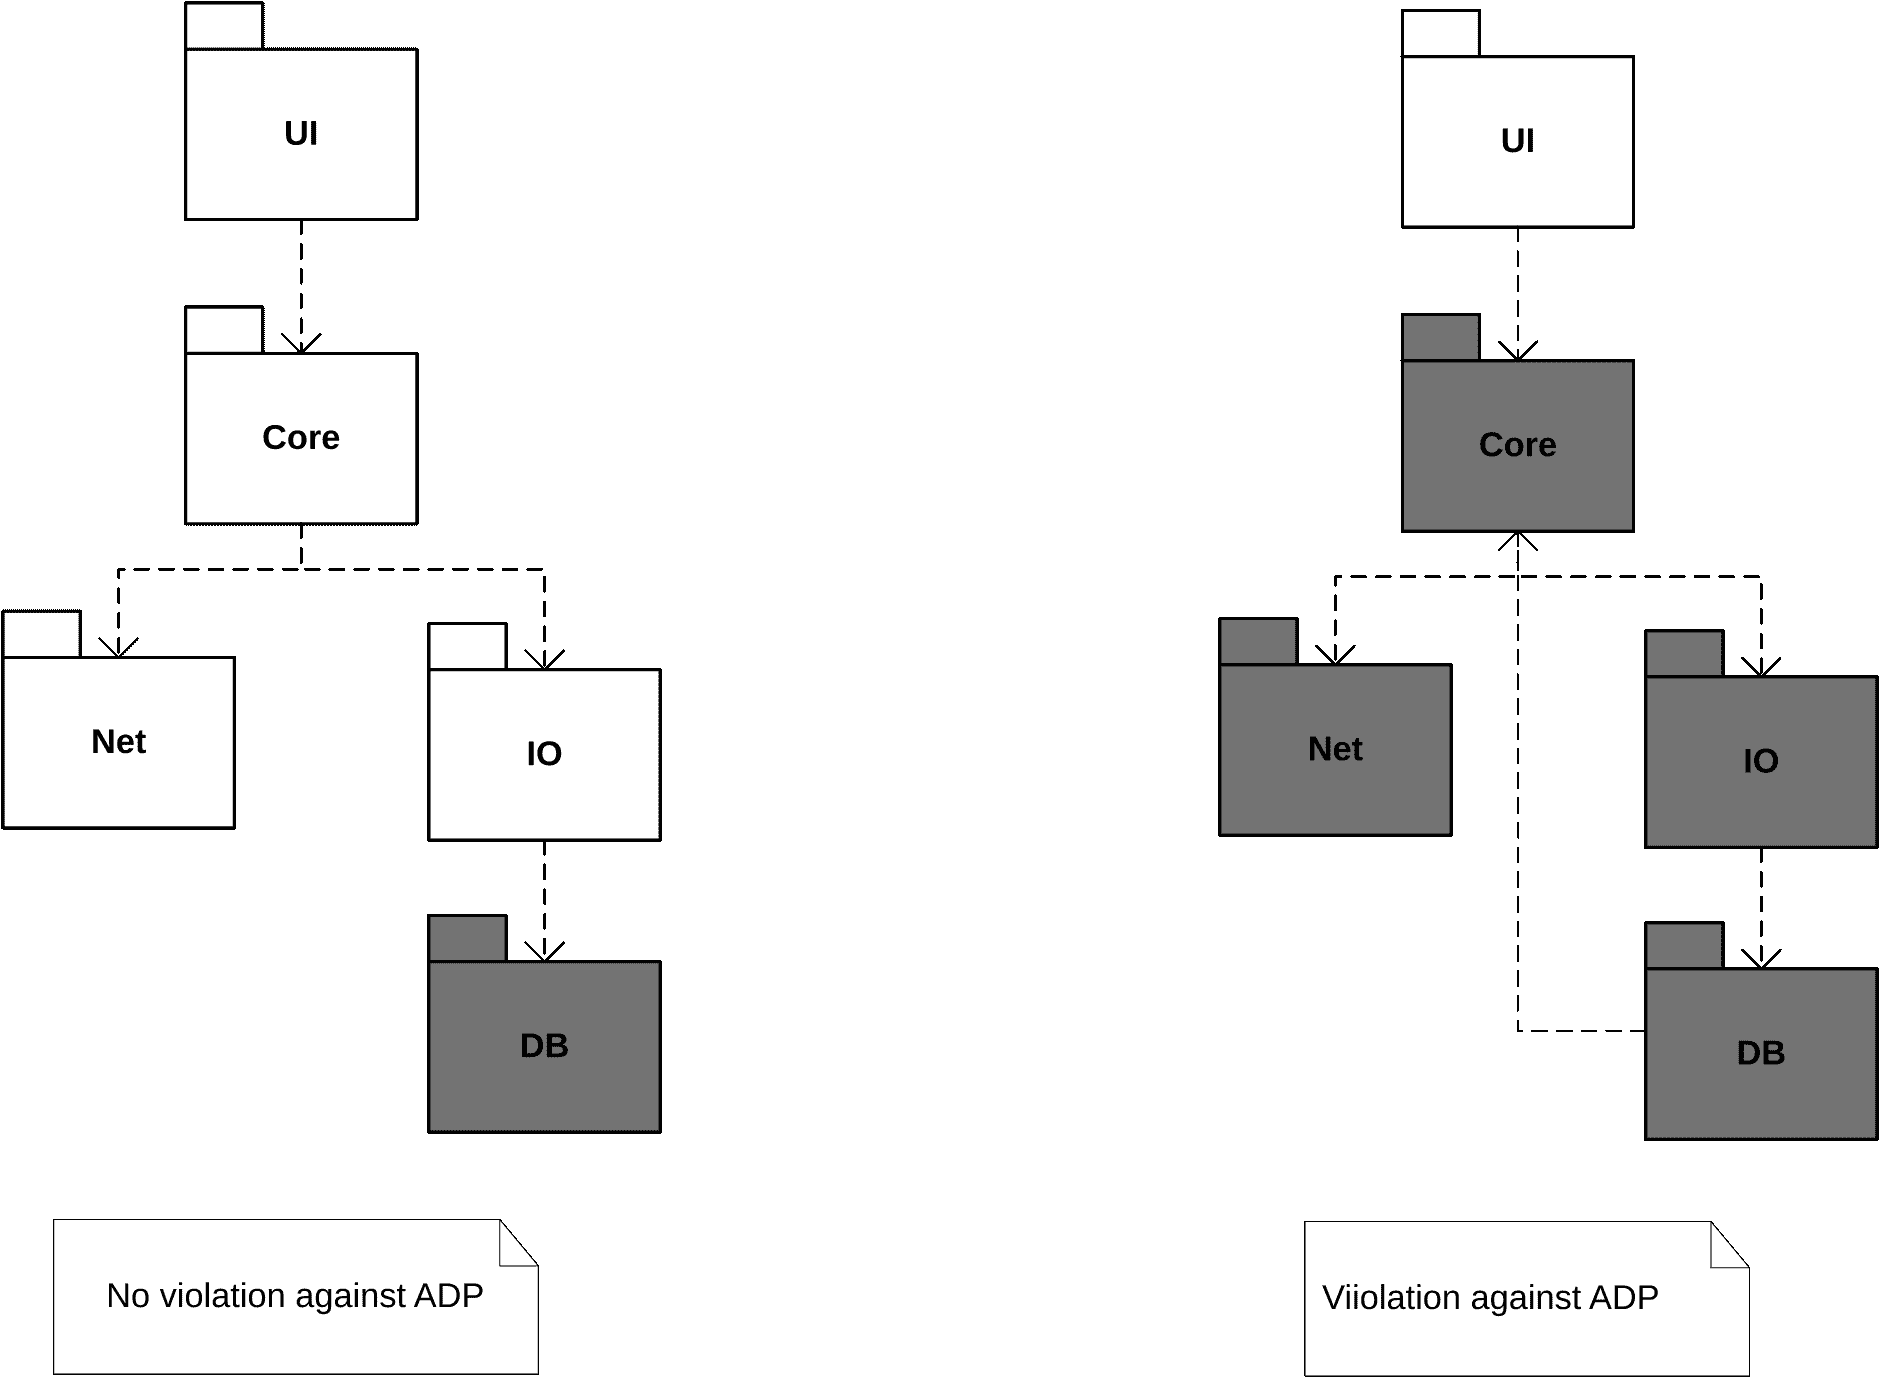 UI
Core
Net
IO
DB
No violation against ADP
UI
Core
Net
IO
DB
Viiolation against ADP